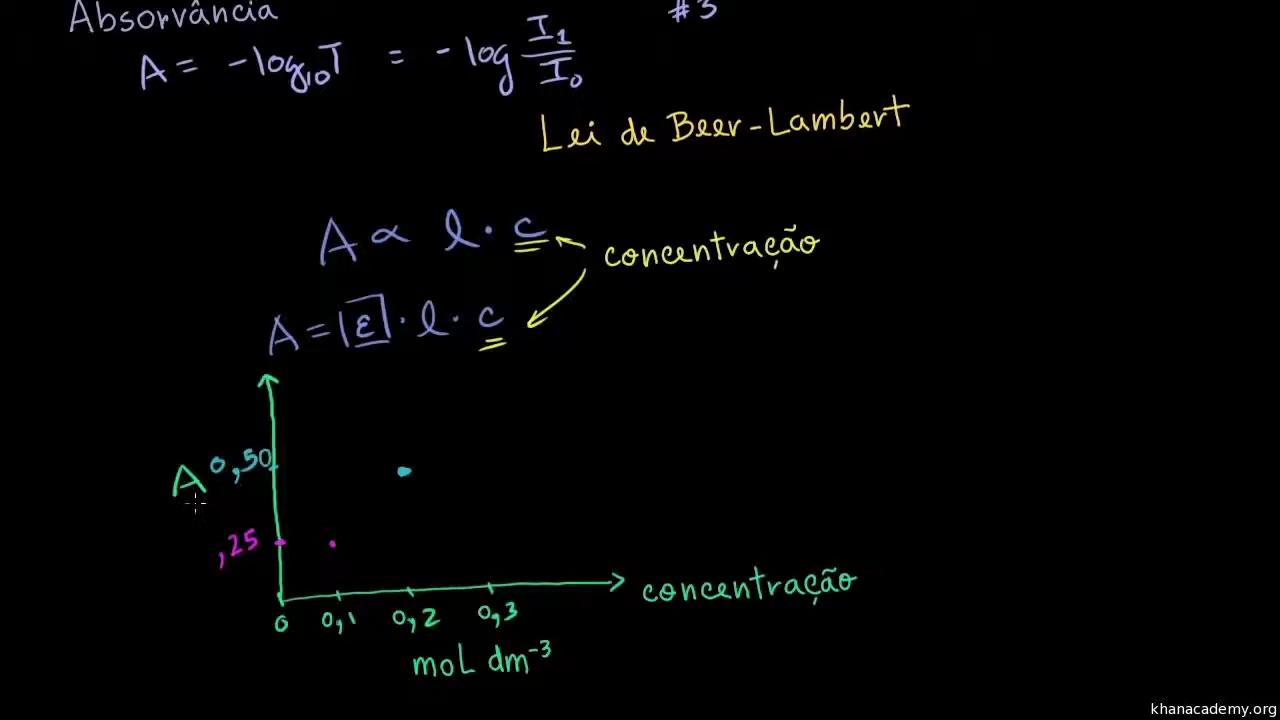 Absorvância
#3
A = -log₁₀T = -log I₁/I₀
Lei de Beer-Lambert
A ∝ l · c
concentração
A = ε · l · c
A
0,50
,25
0 0,1 0,2 0,3
concentração
moL dm⁻³
khanacademy.org